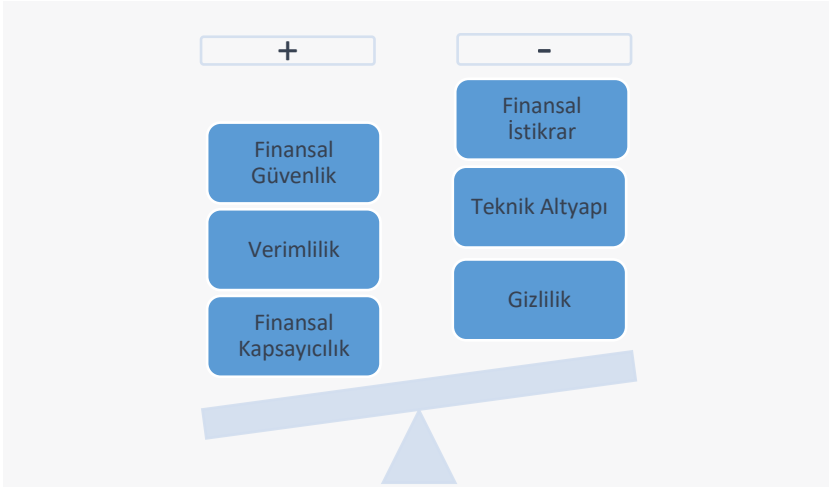 +
Finansal
Güvenlik
Verimlilik
Finansal
Kapsayıcılık
-
Finansal
İstikrar
Teknik Altyapı
Gizlilik